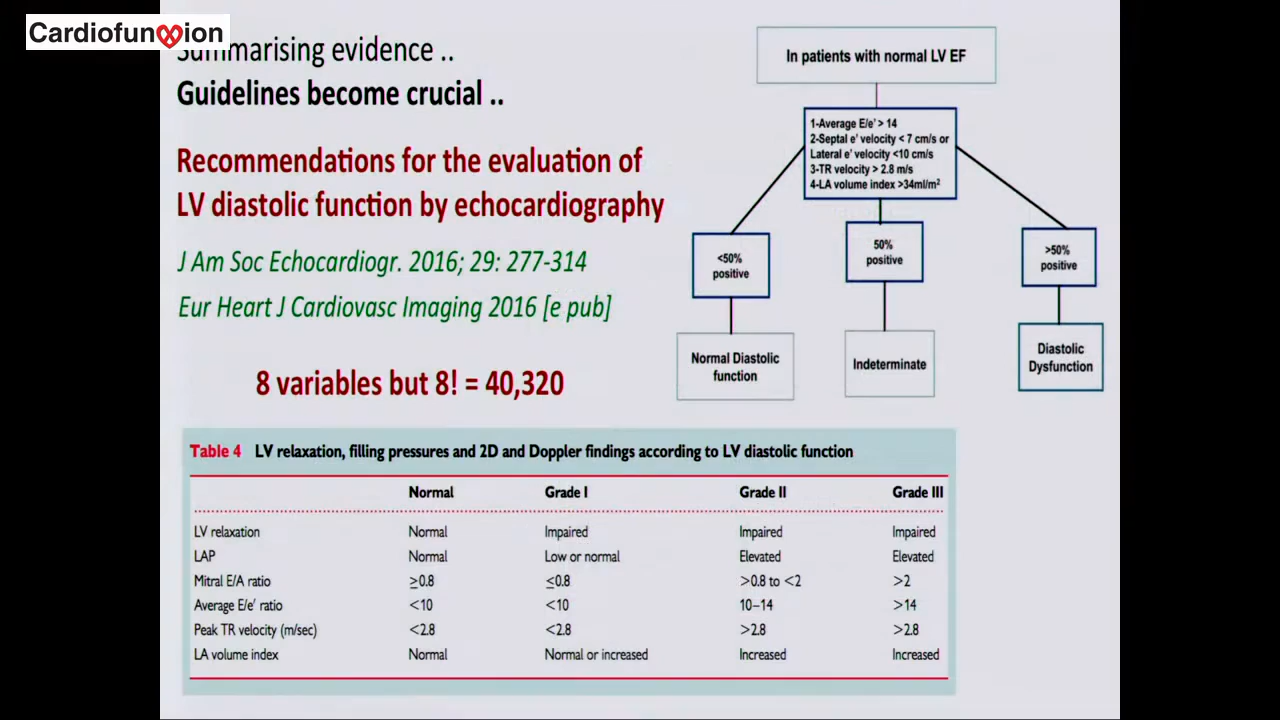 Cardiofun ion
Summarising evidence ..
Guidelines become crucial ..
Recommendations for the evaluation of
LV diastolic function by echocardiography
J Am Soc Echocardiogr. 2016; 29: 277-314
Eur Heart J Cardiovasc Imaging 2016 [e pub]
8 variables but 8! = 40,320
In patients with normal LV EF
1-Average E/e' > 14
2-Septal e' velocity < 7 cm/s or
Lateral e' velocity <10 cm/s
3-TR velocity > 2.8 m/s
4-LA volume index >34ml/m²
<50%
positive
50%
positive
>50%
positive
Normal Diastolic
function
Indeterminate
Diastolic
Dysfunction
Table 4 LV relaxation, filling pressures and 2D and Doppler findings according to LV diastolic function
Normal Grade I Grade II Grade III
LV relaxation Normal Impaired Impaired Impaired
LAP Normal Low or normal Elevated Elevated
Mitral E/A ratio ≥0.8 ≤0.8 >0.8 to <2 >2
Average E/e' ratio <10 <10 10–14 >14
Peak TR velocity (m/sec) <2.8 <2.8 >2.8 >2.8
LA volume index Normal Normal or increased Increased Increased